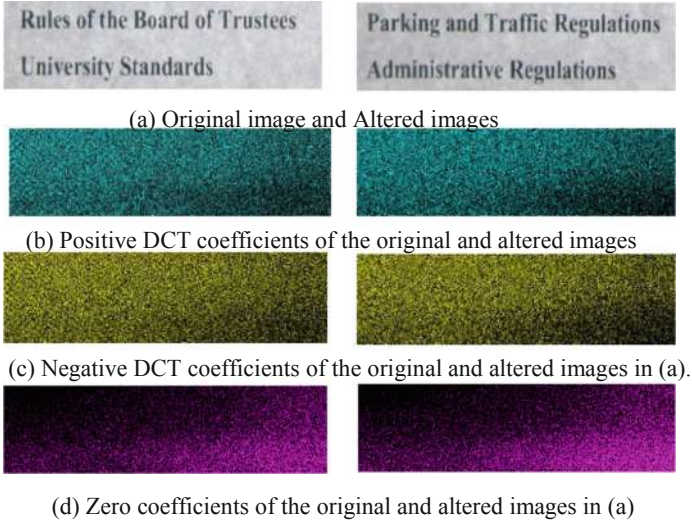 Rules of the Board of Trustees
University Standards
Parking and Traffic Regulations
Administrative Regulations
(a) Original image and Altered images
(b) Positive DCT coefficients of the original and altered images
(c) Negative DCT coefficients of the original and altered images in (a).
(d) Zero coefficients of the original and altered images in (a)